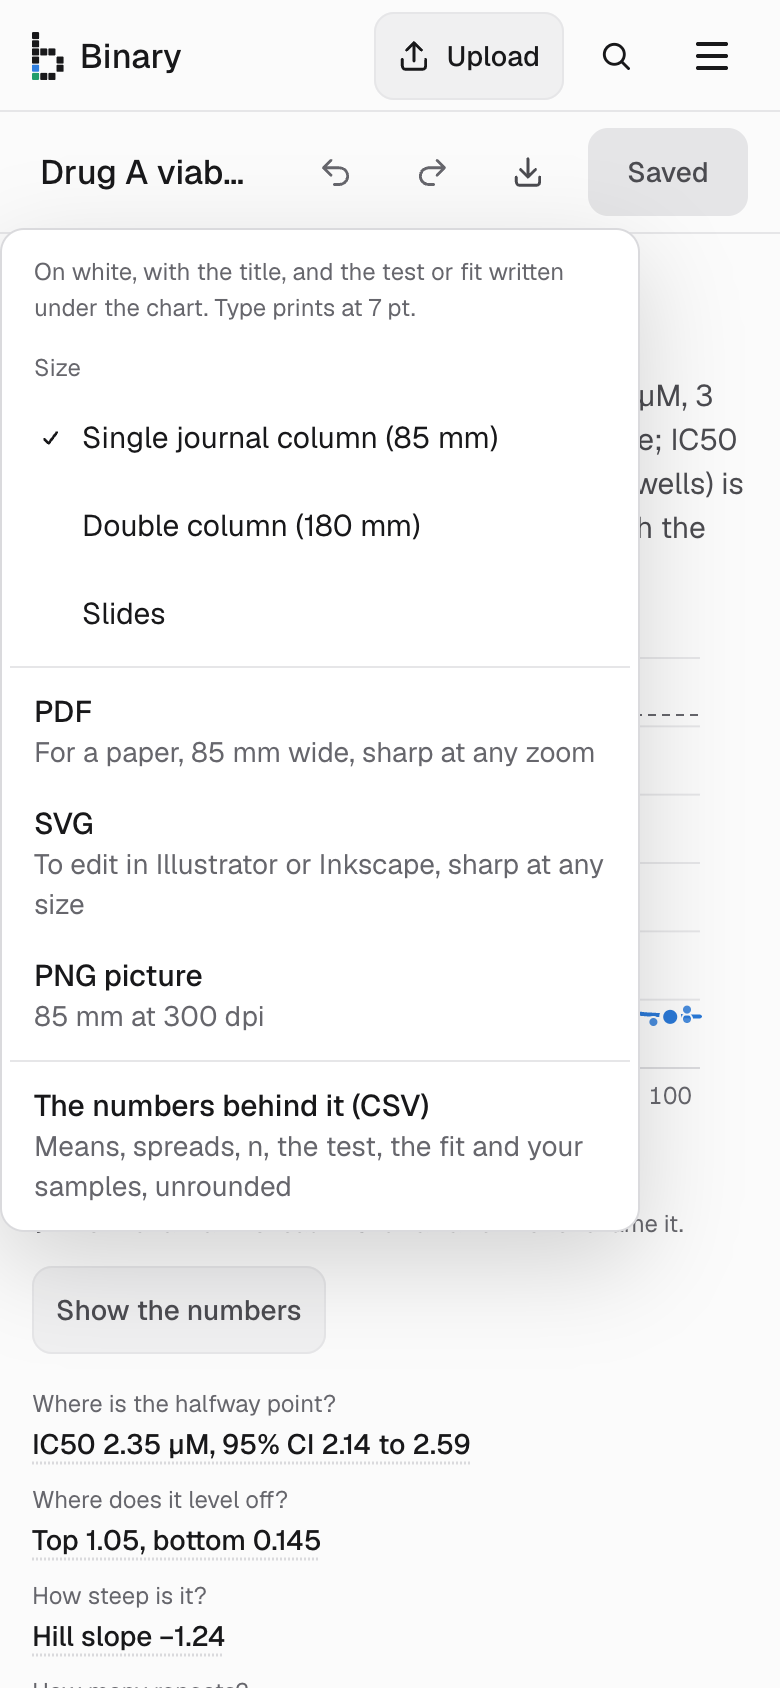 Binary
Upload
Drug A viab...
Saved
On white, with the title, and the test or fit written
under the chart. Type prints at 7 pt.
Size
Single journal column (85 mm)
Double column (180 mm)
Slides
PDF
For a paper, 85 mm wide, sharp at any zoom
SVG
To edit in Illustrator or Inkscape, sharp at any
size
PNG picture
85 mm at 300 dpi
The numbers behind it (CSV)
Means, spreads, n, the test, the fit and your
samples, unrounded
µM, 3
e; IC50
wells) is
the
100
it.
Show the numbers
Where is the halfway point?
IC50 2.35 µM, 95% CI 2.14 to 2.59
Where does it level off?
Top 1.05, bottom 0.145
How steep is it?
Hill slope −1.24